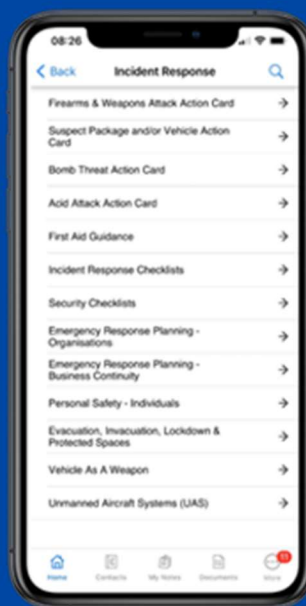 08:26
Back
Incident Response
Firearms & Weapons Attack Action Card
Suspect Package and/or Vehicle Action
Card
Bomb Threat Action Card
Acid Attack Action Card
First Aid Guidance
Incident Response Checklists
Security Checklists
Emergency Response Planning -
Organisations
Emergency Response Planning -
Business Continuity
Personal Safety - Individuals
Evacuation, Invacuation, Lockdown &
Protected Spaces
Vehicle As A Weapon
Unmanned Aircraft Systems (UAS)
11
Home Contacts My Notes Documents More